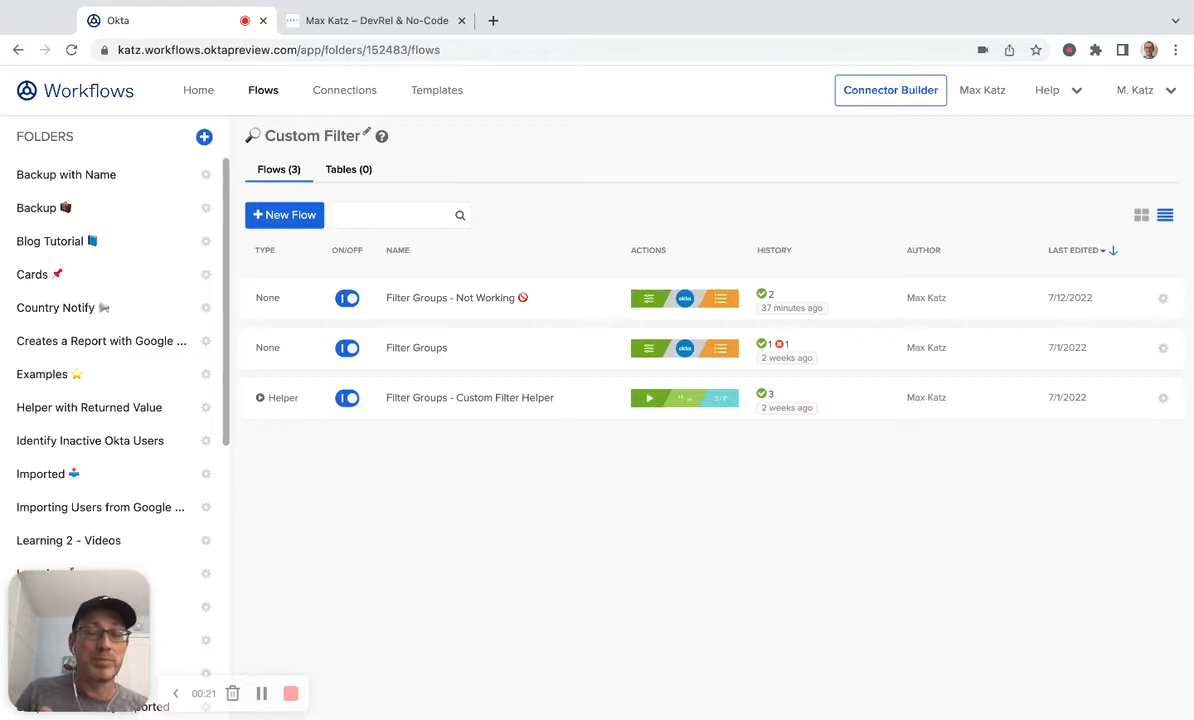 Okta
Max Katz – DevRel & No-Code
katz.workflows.oktapreview.com/app/folders/152483/flows
Workflows
Home
Flows
Connections
Templates
Connector Builder
Max Katz
Help
M. Katz
FOLDERS
Custom Filter
Flows (3)
Tables (0)
Backup with Name
Backup
Blog Tutorial
Cards
Country Notify
Creates a Report with Google ...
Examples
Helper with Returned Value
Identify Inactive Okta Users
Imported
Importing Users from Google ...
Learning 2 - Videos
New Flow
TYPE ON/OFF NAME ACTIONS HISTORY AUTHOR LAST EDITED
None Filter Groups - Not Working okta 2 Max Katz 7/12/2022
37 minutes ago
None Filter Groups okta 1 1 Max Katz 7/1/2022
2 weeks ago
Helper Filter Groups - Custom Filter Helper 3 Max Katz 7/1/2022
2 weeks ago
00:21